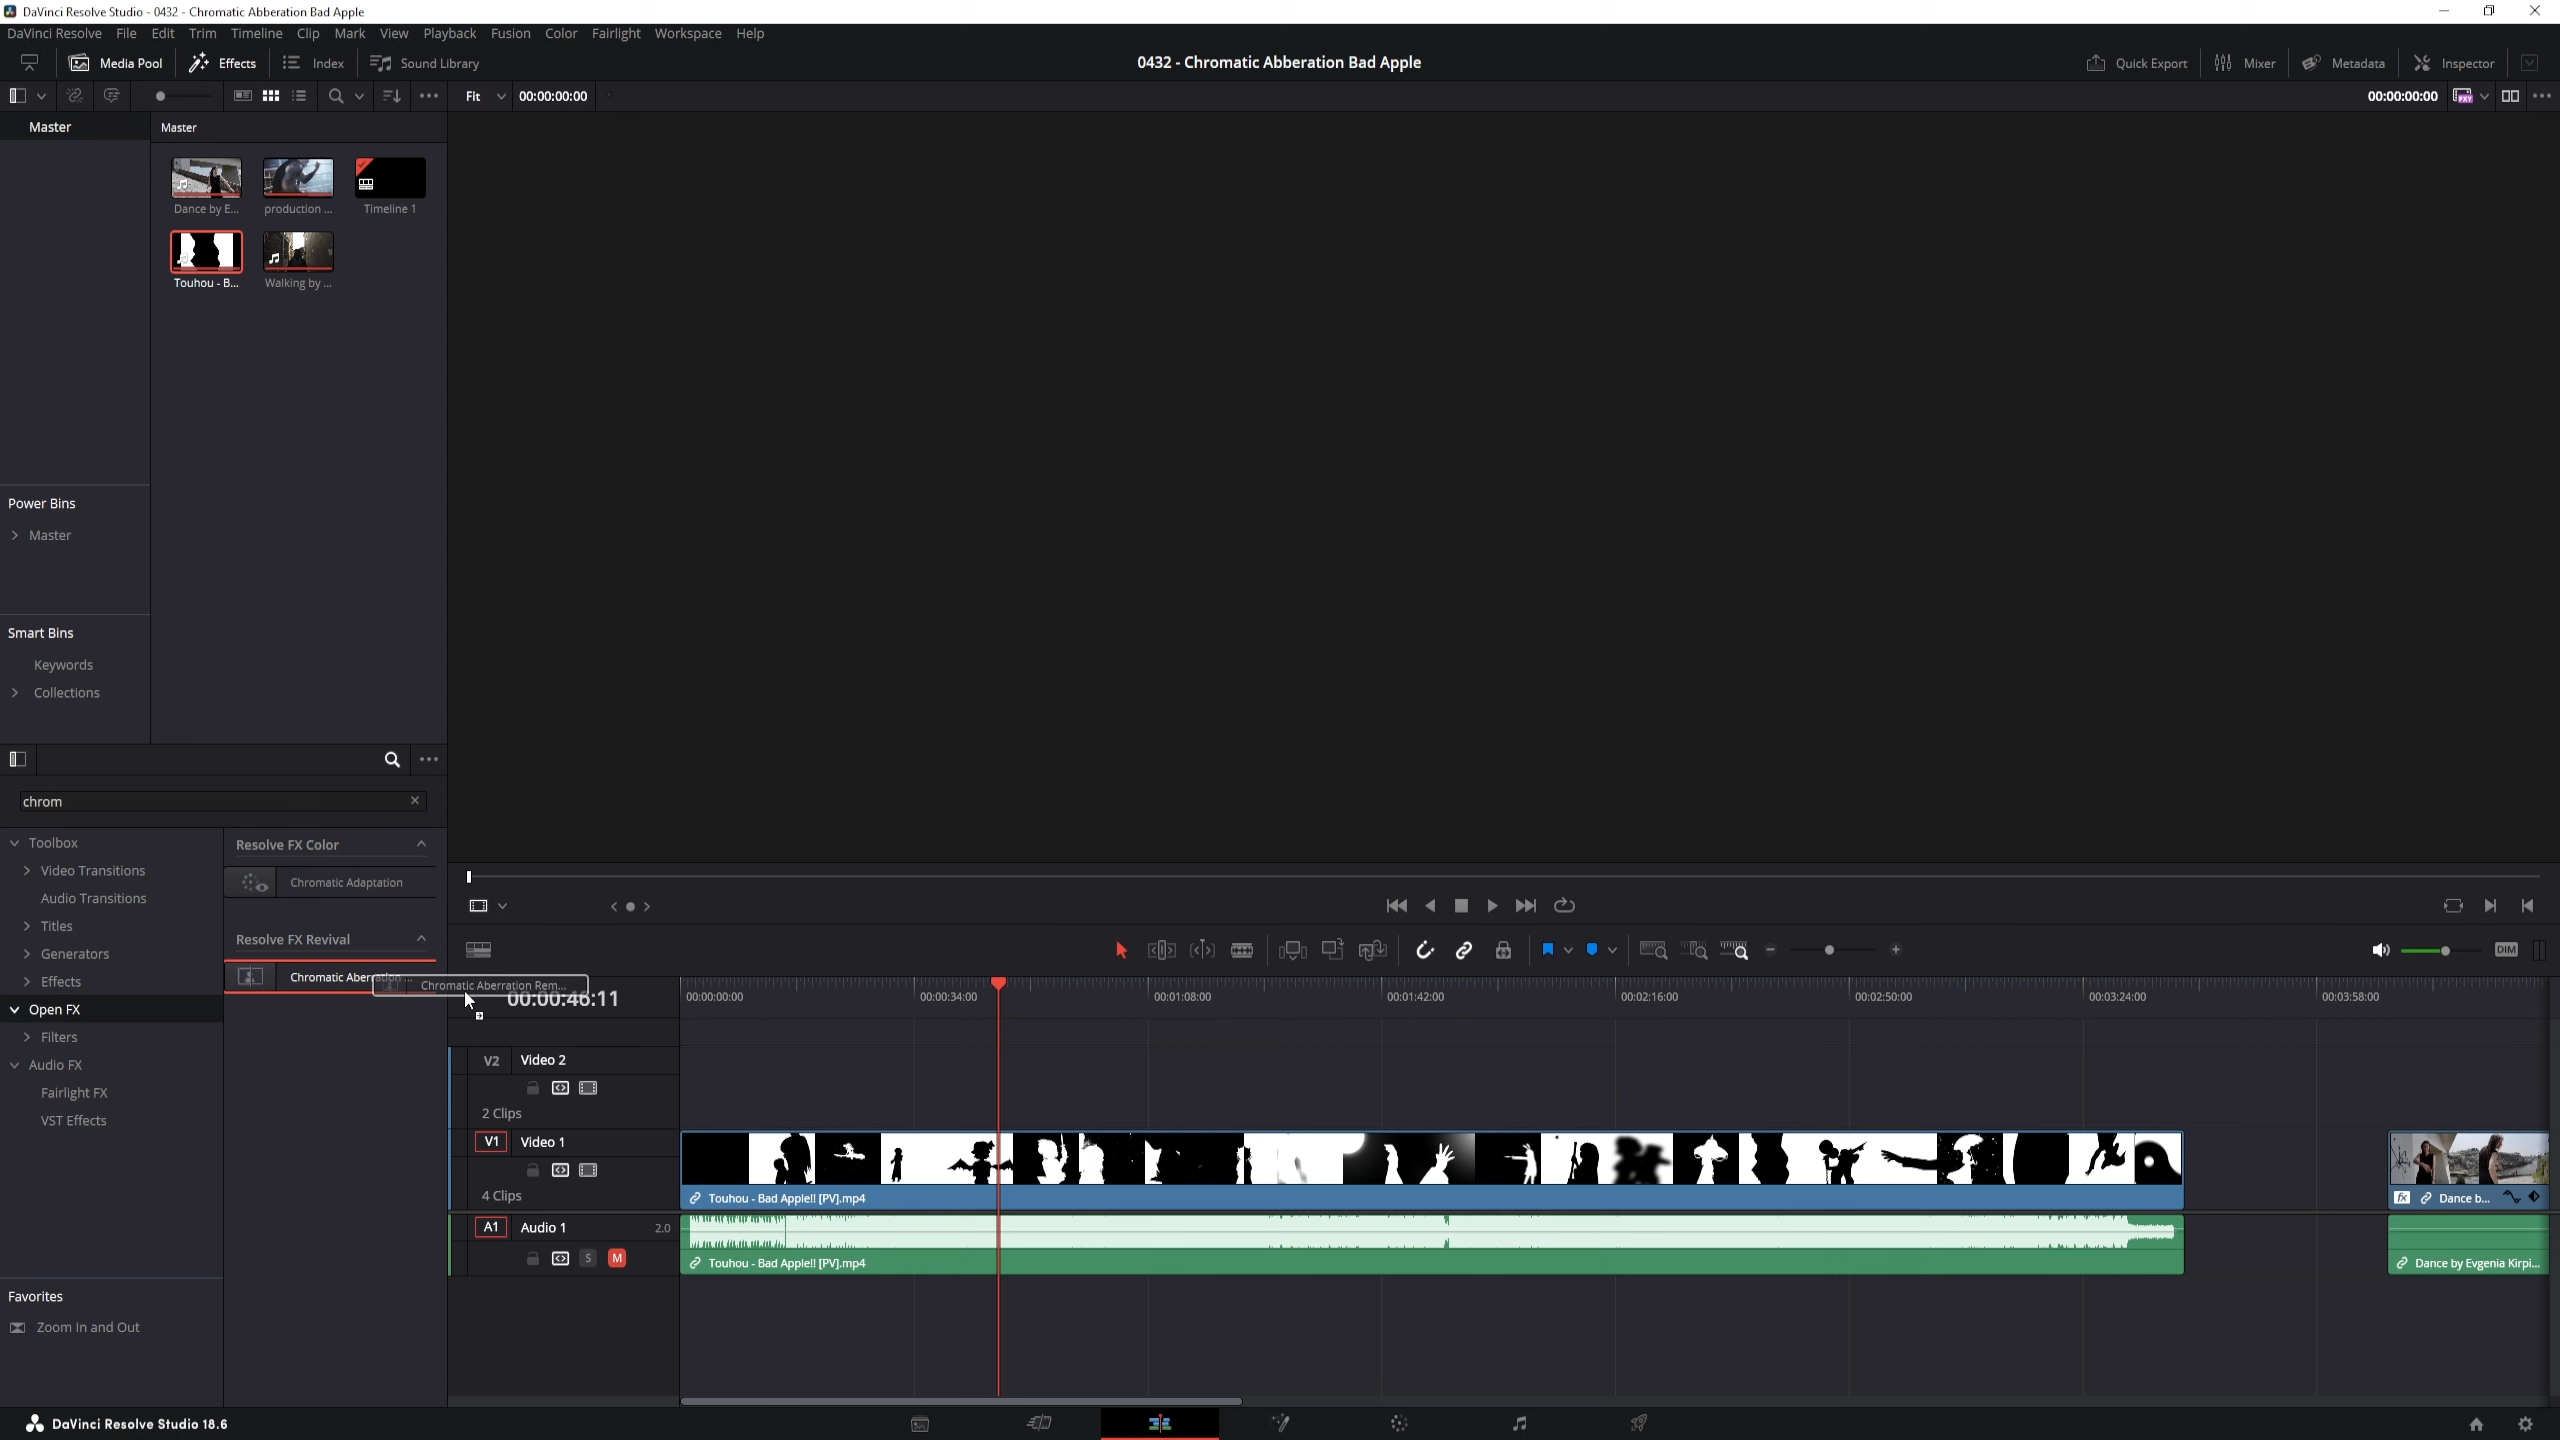 DaVinci Resolve Studio - 0432 - Chromatic Abberation Bad Apple
DaVinci Resolve File Edit Trim Timeline Clip Mark View Playback Fusion Color Fairlight Workspace Help
Media Pool Effects Index Sound Library 0432 - Chromatic Abberation Bad Apple Quick Export Mixer Metadata Inspector
Fit 00:00:00:00 00:00:00:00 PXY
Master Master
Dance by E... production ... Timeline 1
Touhou - B... Walking by ...
Power Bins
Master
Smart Bins
Keywords
Collections
chrom
Toolbox
Video Transitions
Audio Transitions
Titles
Generators
Effects
Open FX
Filters
Audio FX
Fairlight FX
VST Effects
Favorites
Zoom In and Out
Resolve FX Color
Chromatic Adaptation
Resolve FX Revival
Chromatic Aberration ...
Chromatic Aberration Rem...
DIM
00:00:46:11
00:00:00:00 00:00:34:00 00:01:08:00 00:01:42:00 00:02:16:00 00:02:50:00 00:03:24:00 00:03:58:00
V2 Video 2
2 Clips
V1 Video 1
4 Clips
Touhou - Bad Apple!! [PV].mp4
fx Dance b...
A1 Audio 1 2.0
S M
Touhou - Bad Apple!! [PV].mp4
Dance by Evgenia Kirpi...
DaVinci Resolve Studio 18.6